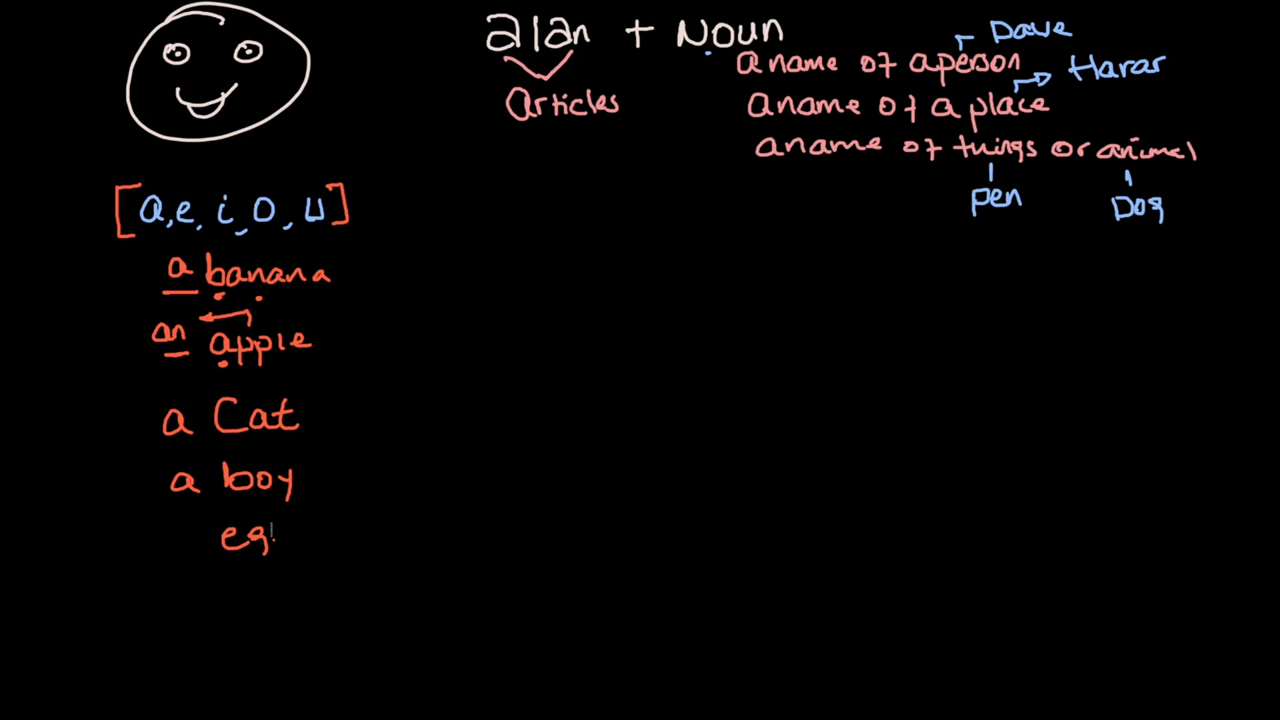 a|an + Noun
Articles
a name of a person
Dawe
a name of a place
Harar
a name of things or animal
pen
Dog
[a, e, i, o, u]
a banana
an apple
a Cat
a boy
eg